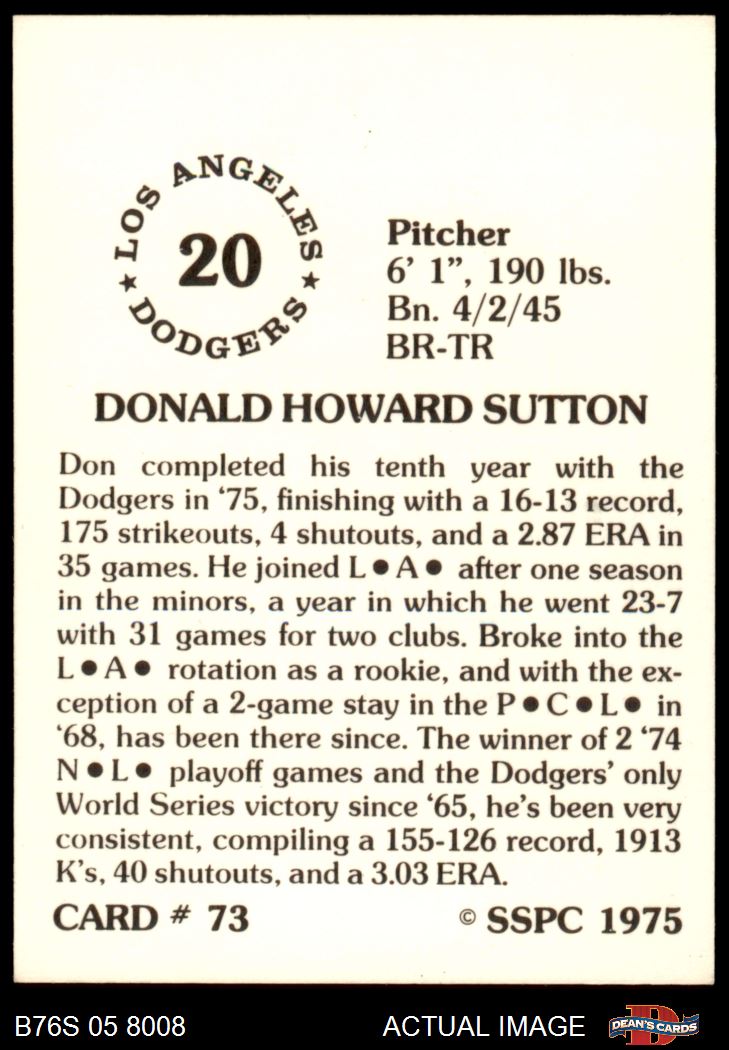 ★ LOS ANGELES ★
DODGERS
20
Pitcher
6’ 1”, 190 lbs.
Bn. 4/2/45
BR-TR
DONALD HOWARD SUTTON
Don completed his tenth year with the
Dodgers in ‘75, finishing with a 16-13 record,
175 strikeouts, 4 shutouts, and a 2.87 ERA in
35 games. He joined L●A● after one season
in the minors, a year in which he went 23-7
with 31 games for two clubs. Broke into the
L●A● rotation as a rookie, and with the ex-
ception of a 2-game stay in the P●C●L● in
‘68, has been there since. The winner of 2 ‘74
N●L● playoff games and the Dodgers’ only
World Series victory since ‘65, he’s been very
consistent, compiling a 155-126 record, 1913
K’s, 40 shutouts, and a 3.03 ERA.
CARD # 73 © SSPC 1975
B76S 05 8008 ACTUAL IMAGE DEAN'S CARDS